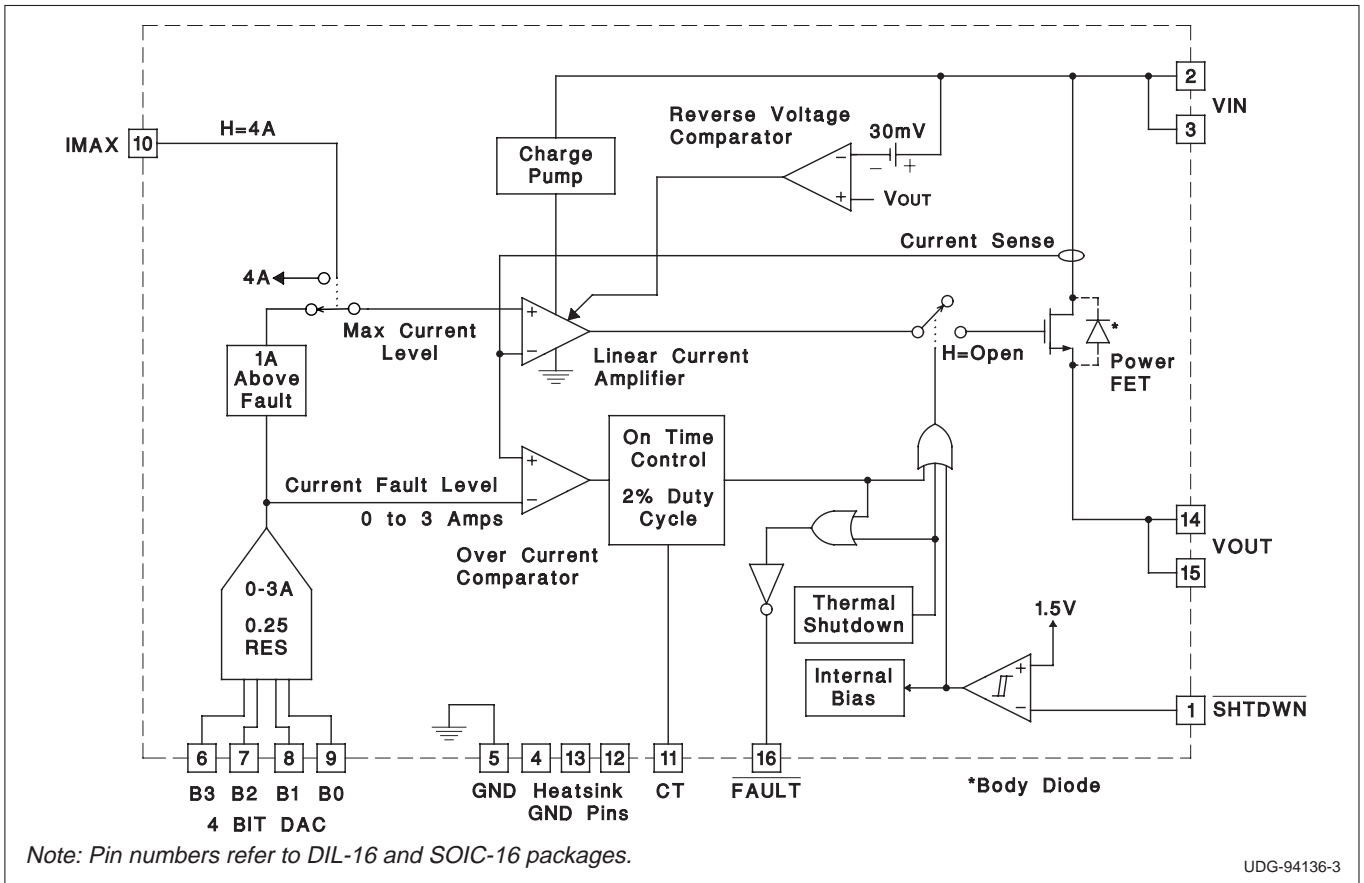 2
VIN
3
Reverse Voltage
Comparator
30mV
H=4A
IMAX
10
Charge
Pump
−
− +
+
VOUT
Current Sense
4A
Max Current
Level
+
−
Linear Current
Amplifier
H=Open
*
Power
FET
1A
Above
Fault
On Time
Control
2% Duty
Cycle
+
−
Current Fault Level
0 to 3 Amps
Over Current
Comparator
14
VOUT
15
0-3A
0.25
RES
Thermal
Shutdown
1.5V
Internal
Bias
+
−
1
SHTDWN
6
7
8
9
5
4
13
12
11
16
B3
B2
B1
B0
4 BIT DAC
GND
Heatsink
GND Pins
CT
FAULT
*Body Diode
Note: Pin numbers refer to DIL-16 and SOIC-16 packages.
UDG-94136-3